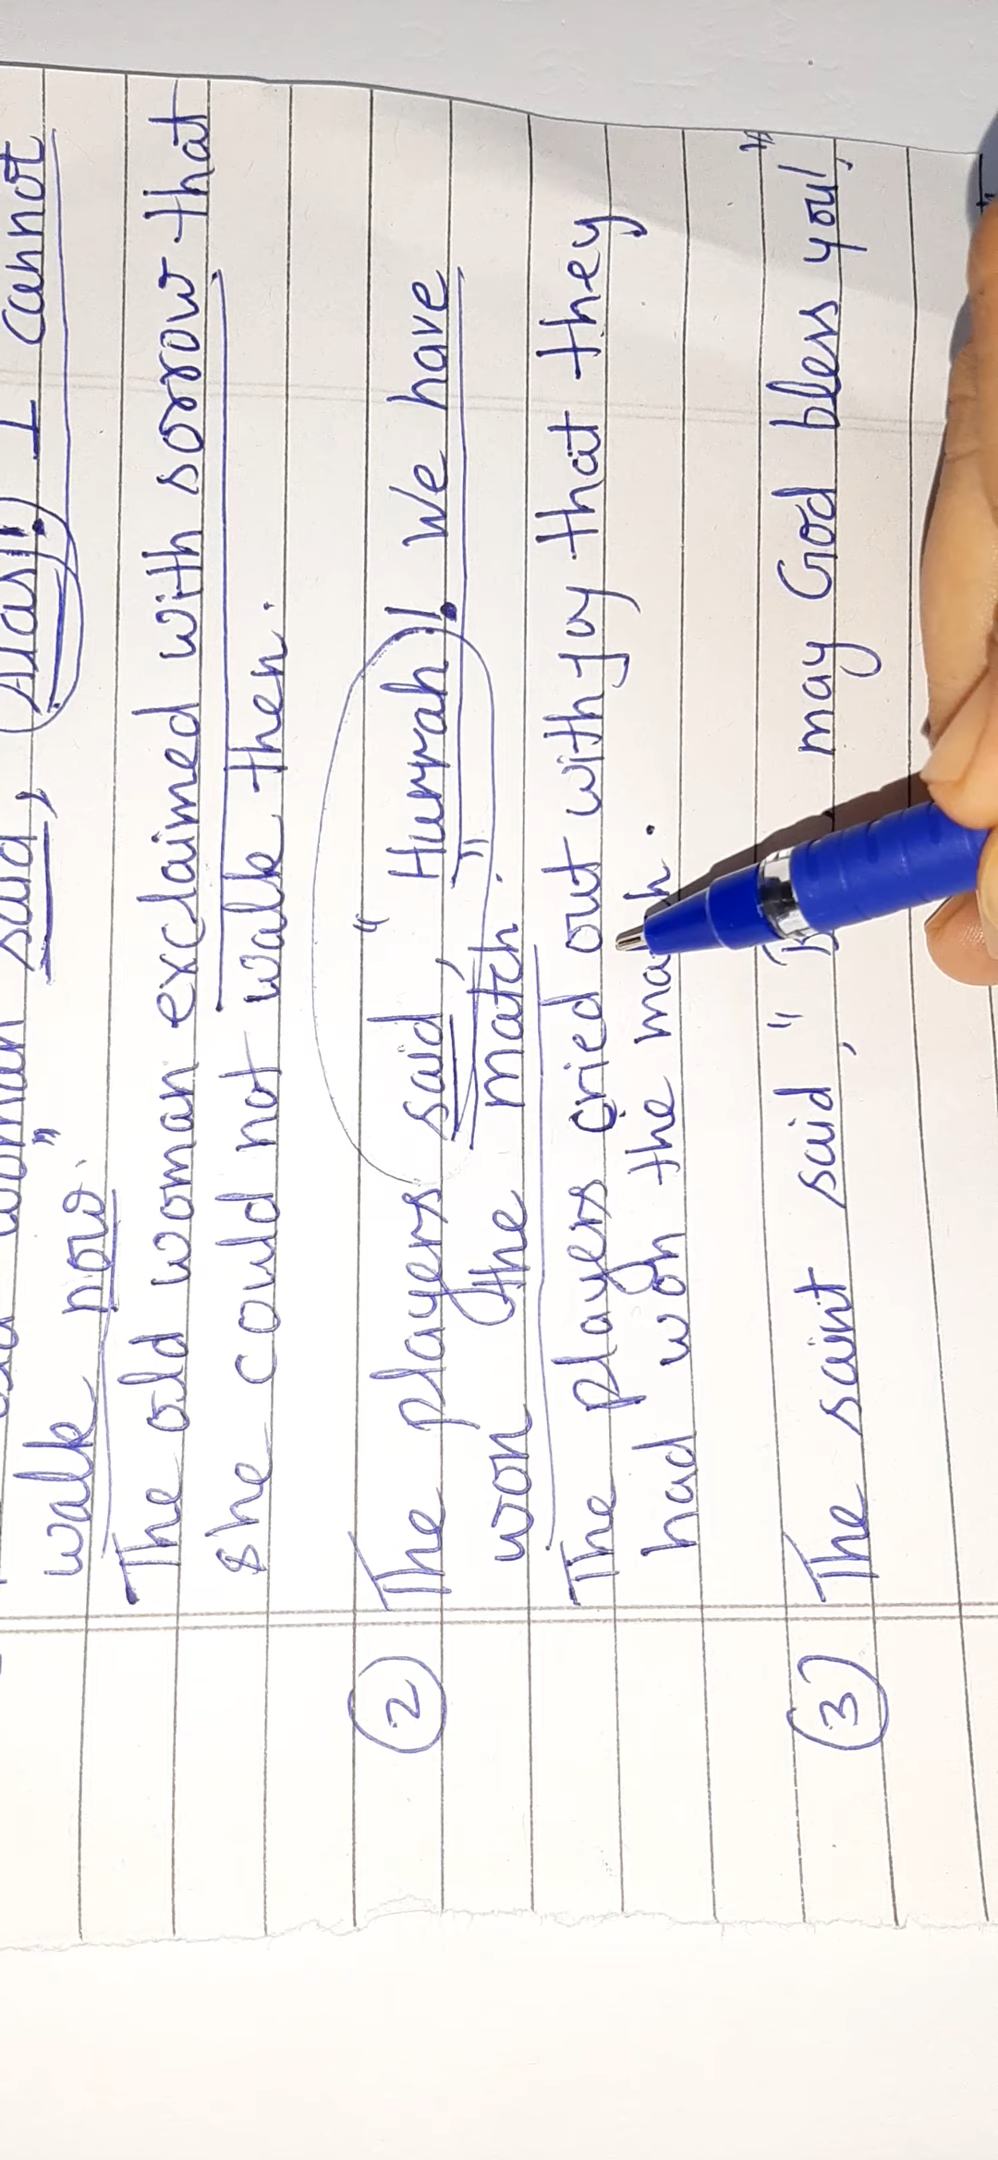 woman said, "Alas!! I cannot
walk now."
The old woman exclaimed with sorrow that
she could not walk then.
② The players said, "Hurrah! We have
won the match."
The players cried out with joy that they
had won the match.
③ The saint said, " may God bless you!"